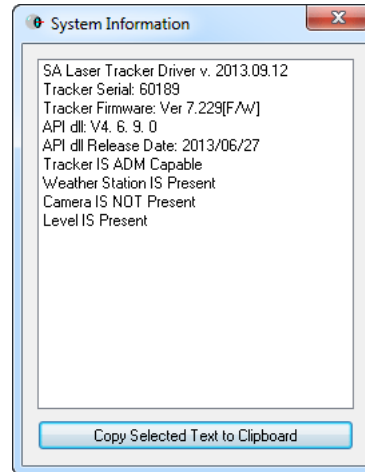 System Information
SA Laser Tracker Driver v. 2013.09.12
Tracker Serial: 60189
Tracker Firmware: Ver 7.229[F/W]
API dll: V4. 6. 9. 0
API dll Release Date: 2013/06/27
Tracker IS ADM Capable
Weather Station IS Present
Camera IS NOT Present
Level IS Present
Copy Selected Text to Clipboard